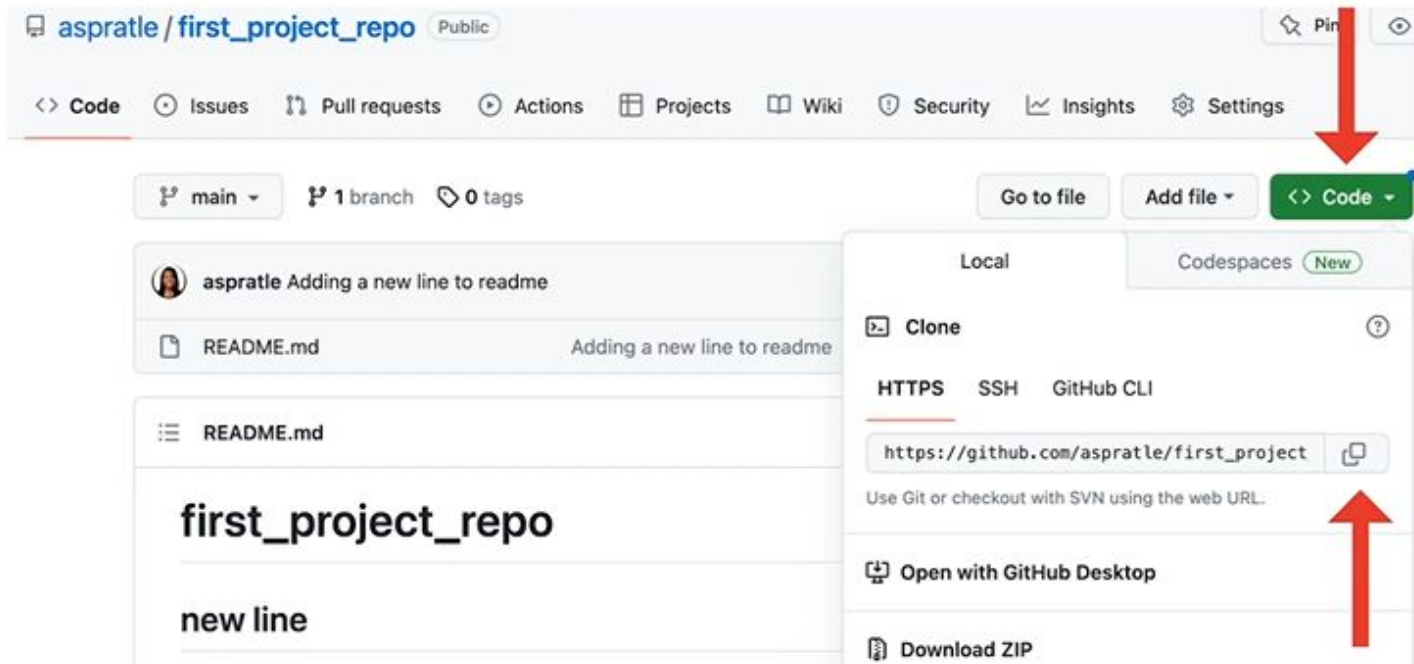 aspratle / first_project_repo Public
Pin
<> Code Issues Pull requests Actions Projects Wiki Security Insights Settings
main 1 branch 0 tags Go to file Add file <> Code
Local Codespaces New
aspratle Adding a new line to readme
Clone
README.md Adding a new line to readme
HTTPS SSH GitHub CLI
README.md
https://github.com/aspratle/first_project
Use Git or checkout with SVN using the web URL.
first_project_repo
Open with GitHub Desktop
new line
Download ZIP